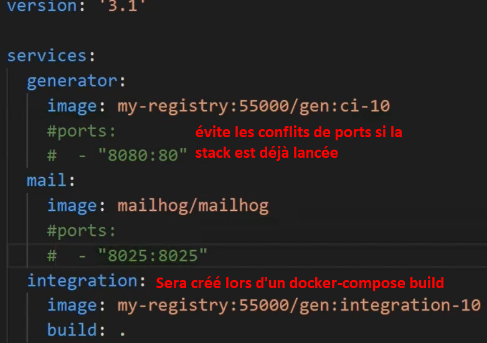 version: '3.1'
services:
generator:
image: my-registry:55000/gen:ci-10
#ports:
#  - "8080:80"
évite les conflits de ports si la
stack est déjà lancée
mail:
image: mailhog/mailhog
#ports:
#  - "8025:8025"
integration: Sera créé lors d'un docker-compose build
image: my-registry:55000/gen:integration-10
build: .